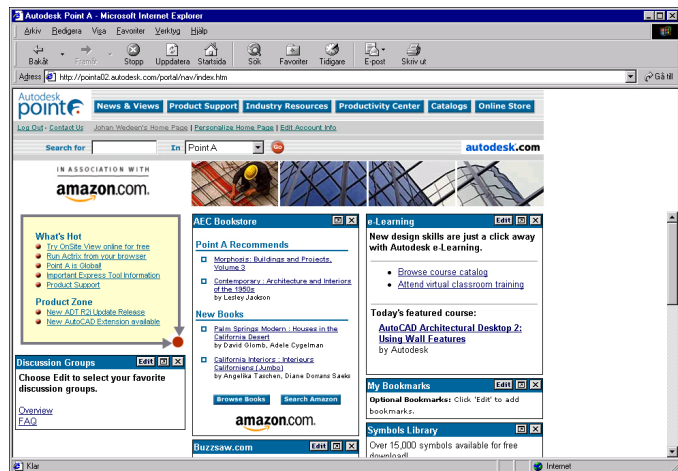 Autodesk Point A - Microsoft Internet Explorer
Arkiv Redigera Visa Favoriter Verktyg Hjälp
Bakåt Framåt Stopp Uppdatera Startsida Sök Favoriter Tidigare E-post Skriv ut
Adress http://pointa02.autodesk.com/portal/nav/index.htm Gå till
Autodesk
point A
News & Views Product Support Industry Resources Productivity Center Catalogs Online Store
Log Out - Contact Us Johan Wedeen's Home Page | Personalize Home Page | Edit Account Info
Search for In Point A Go autodesk.com
IN ASSOCIATION WITH
amazon.com.
What's Hot
Try OnSite View online for free
Run Actrix from your browser
Point A is Global!
Important Express Tool Information
Product Support
Product Zone
New ADT R2i Update Release
New AutoCAD Extension available
Discussion Groups Edit
Choose Edit to select your favorite
discussion groups.
Overview
FAQ
AEC Bookstore
Point A Recommends
Morphosis: Buildings and Projects,
Volume 3
Contemporary : Architecture and Interiors
of the 1950s
by Lesley Jackson
New Books
Palm Springs Modern : Houses in the
California Desert
by David Glomb, Adele Cygelman
California Interiors : Interieurs
Californiens (Jumbo)
by Angelika Taschen, Diane Dorrans Saeks
Browse Books Search Amazon
amazon.com.
Buzzsaw.com Edit
e-Learning Edit
New design skills are just a click away
with Autodesk e-Learning.
Browse course catalog
Attend virtual classroom training
Today's featured course:
AutoCAD Architectural Desktop 2:
Using Wall Features
by Autodesk
My Bookmarks Edit
Optional Bookmarks: Click 'Edit' to add
bookmarks.
Symbols Library
Over 15,000 symbols available for free
download!
Klar Internet